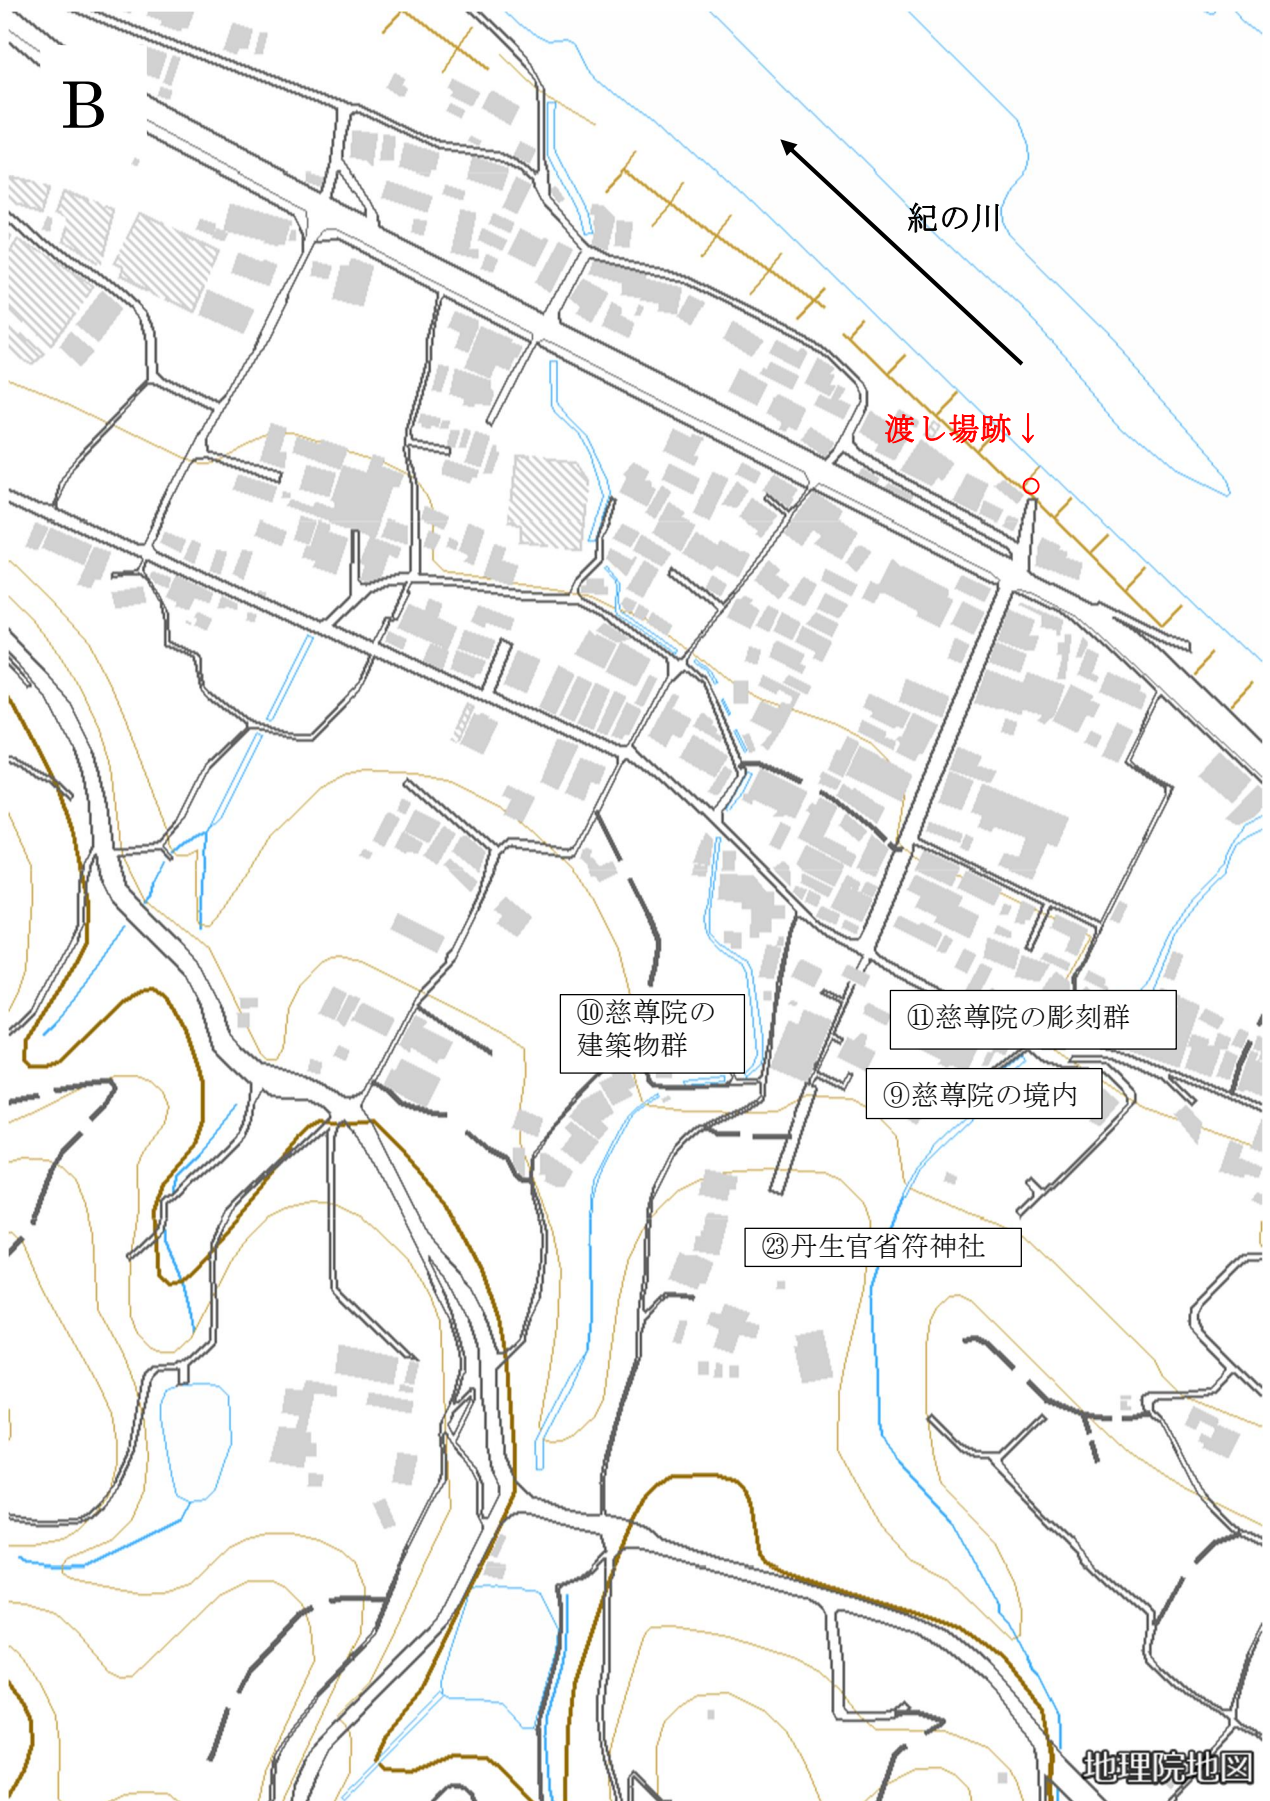 B
紀の川
渡し場跡↓
⑩慈尊院の
建築物群
⑪慈尊院の彫刻群
⑨慈尊院の境内
㉓丹生官省符神社
地理院地図